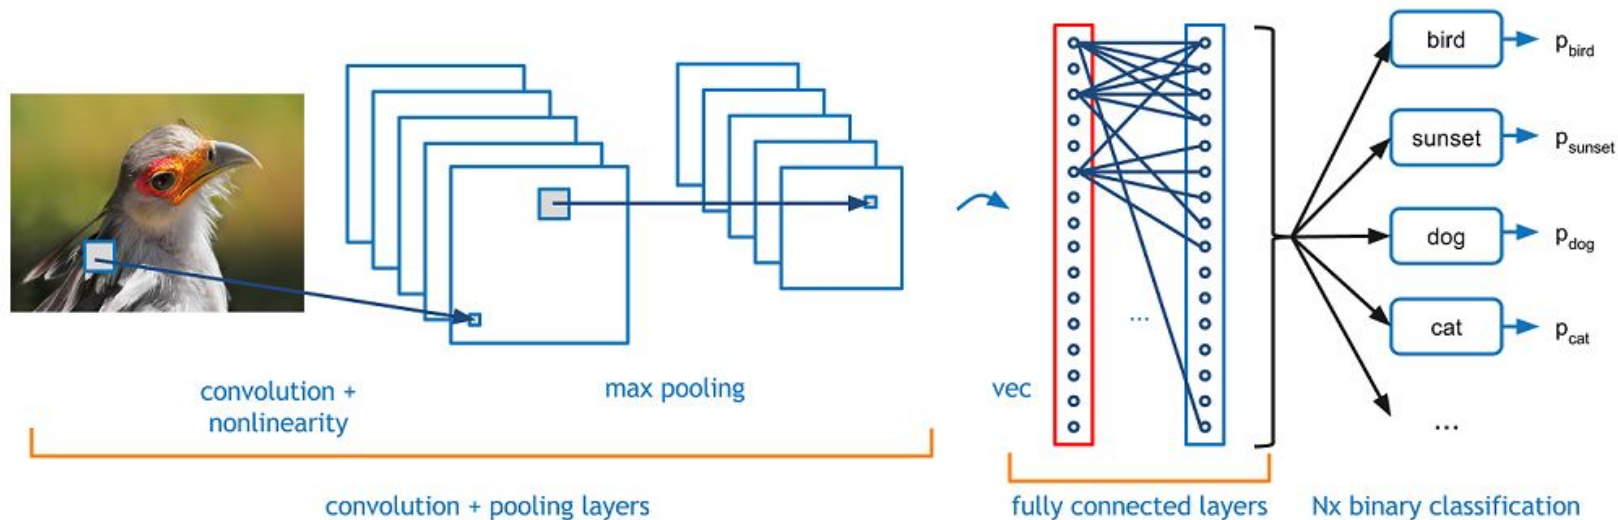 convolution +
nonlinearity
max pooling
vec
convolution + pooling layers
fully connected layers
Nx binary classification
...
bird
p_bird
sunset
p_sunset
dog
p_dog
cat
p_cat
...